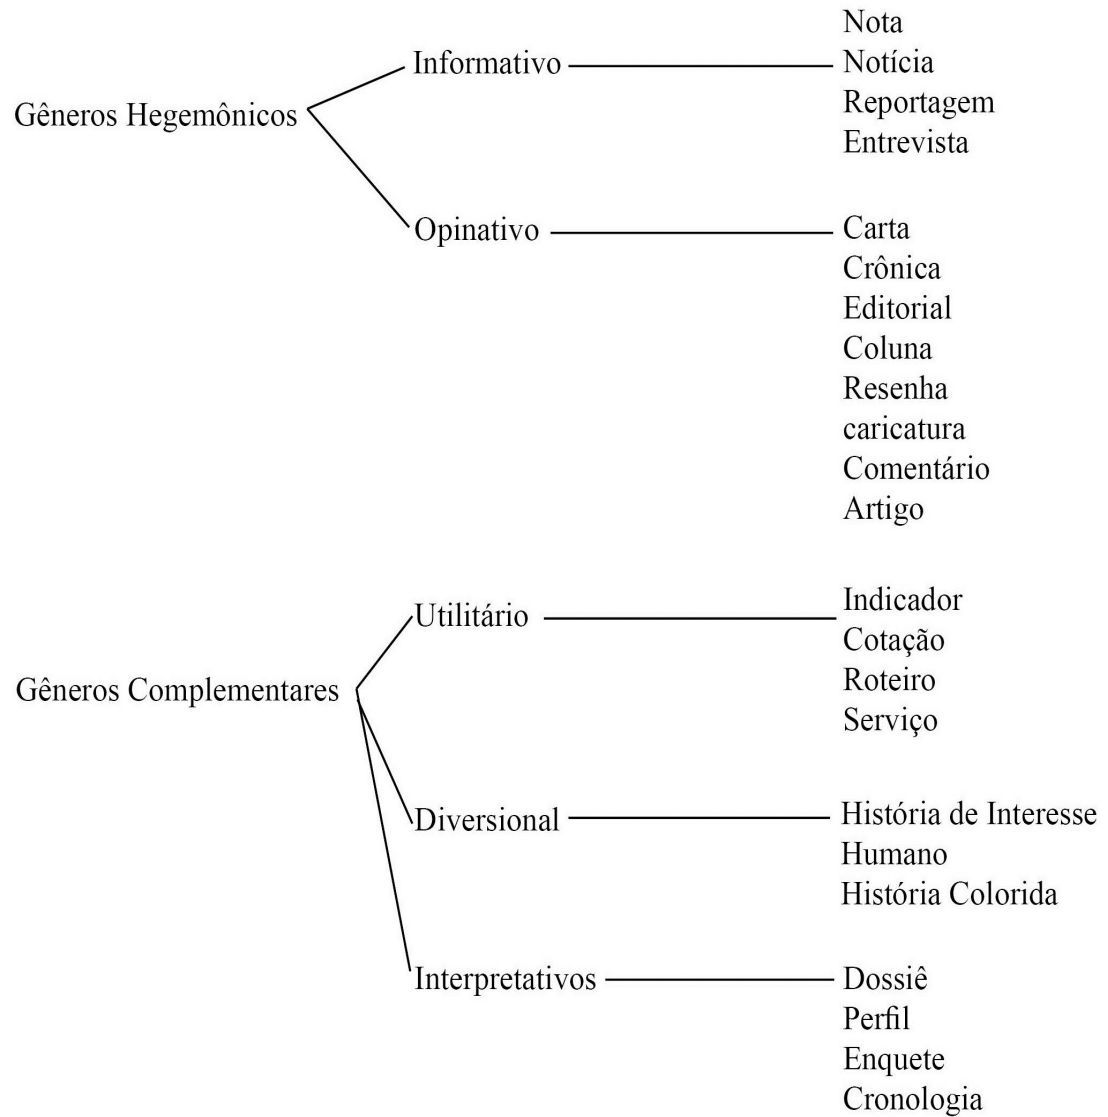 Gêneros Hegemônicos
Informativo
Nota
Notícia
Reportagem
Entrevista
Opinativo
Carta
Crônica
Editorial
Coluna
Resenha
caricatura
Comentário
Artigo
Gêneros Complementares
Utilitário
Indicador
Cotação
Roteiro
Serviço
Diversional
História de Interesse
Humano
História Colorida
Interpretativos
Dossiê
Perfil
Enquete
Cronologia